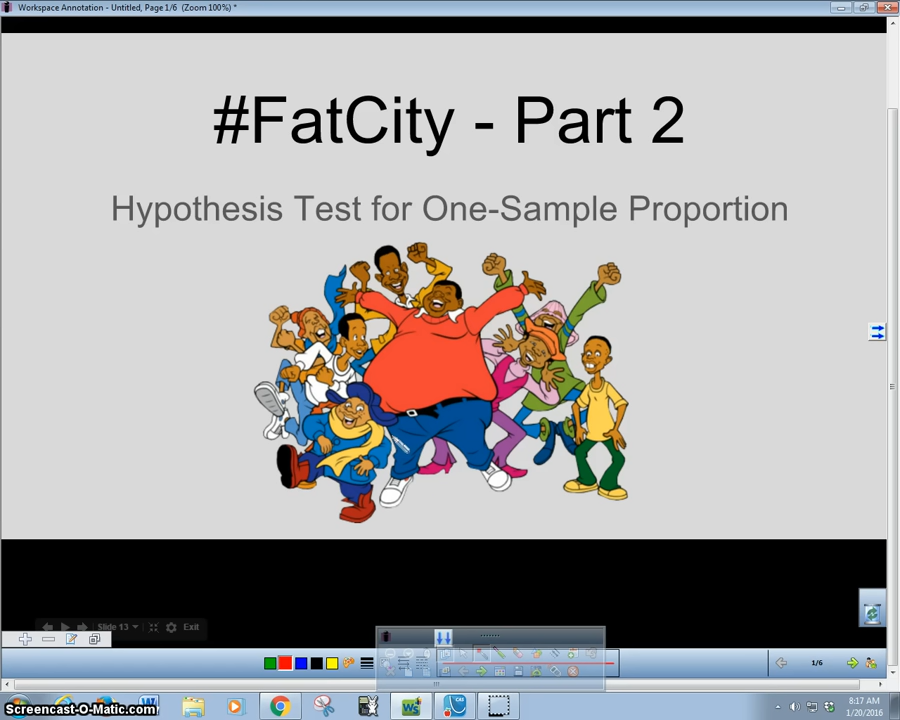 Workspace Annotation - Untitled, Page 1/6 (Zoom 100%) *
#FatCity - Part 2
Hypothesis Test for One-Sample Proportion
Slide 13
Exit
1/6
Screencast-O-Matic.com
8:17 AM
1/20/2016